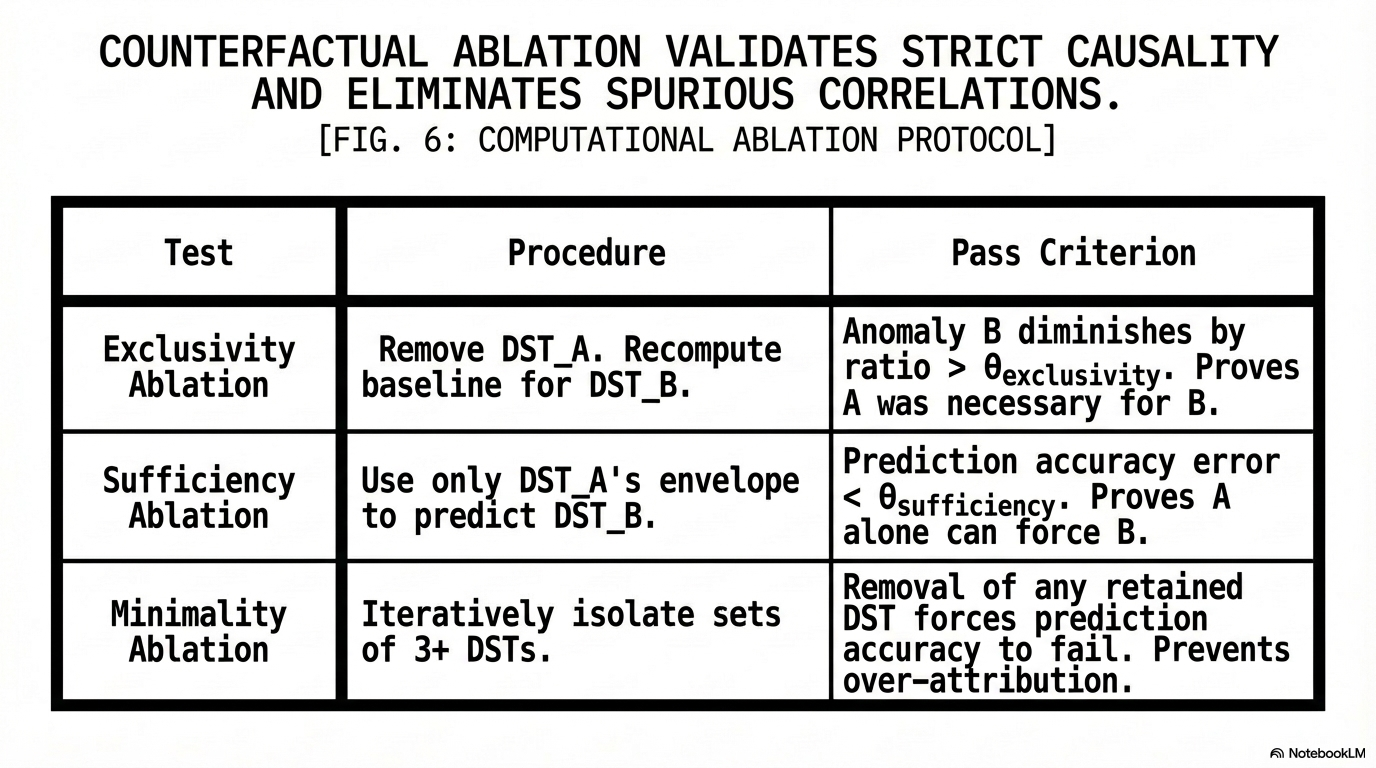 COUNTERFACTUAL ABLATION VALIDATES STRICT CAUSALITY
AND ELIMINATES SPURIOUS CORRELATIONS.
[FIG. 6: COMPUTATIONAL ABLATION PROTOCOL]
Test
Procedure
Pass Criterion
Exclusivity
Ablation
Remove DST_A. Recompute
baseline for DST_B.
Anomaly B diminishes by
ratio > θexclusivity. Proves
A was necessary for B.
Sufficiency
Ablation
Use only DST_A's envelope
to predict DST_B.
Prediction accuracy error
< θsufficiency. Proves A
alone can force B.
Minimality
Ablation
Iteratively isolate sets
of 3+ DSTs.
Removal of any retained
DST forces prediction
accuracy to fail. Prevents
over-attribution.
NotebookLM